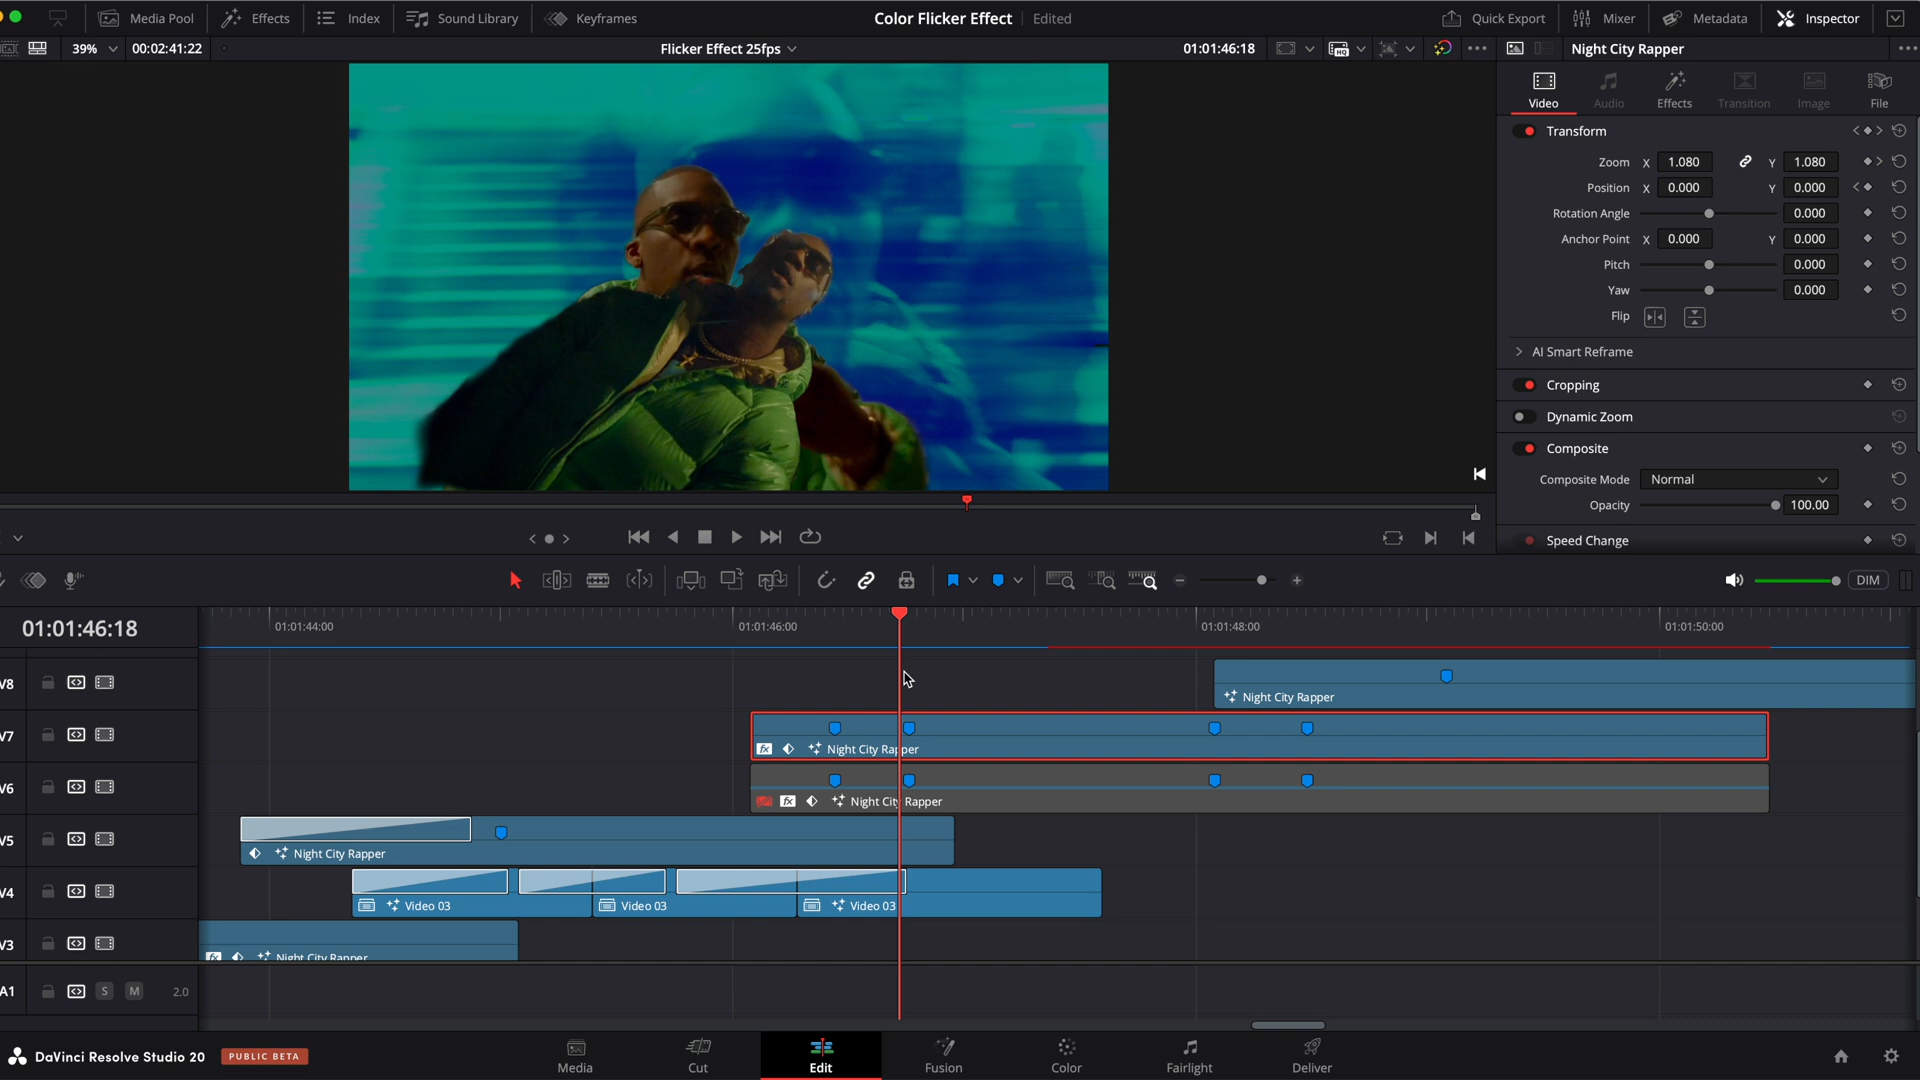 Media Pool Effects Index Sound Library Keyframes Color Flicker Effect Edited Quick Export Mixer Metadata Inspector
39% 00:02:41:22 Flicker Effect 25fps 01:01:46:18 HQ Night City Rapper
Video Audio Effects Transition Image File
Transform
Zoom X 1.080 Y 1.080
Position X 0.000 Y 0.000
Rotation Angle 0.000
Anchor Point X 0.000 Y 0.000
Pitch 0.000
Yaw 0.000
Flip
AI Smart Reframe
Cropping
Dynamic Zoom
Composite
Composite Mode Normal
Opacity 100.00
Speed Change
DIM
01:01:46:18 01:01:44:00 01:01:46:00 01:01:48:00 01:01:50:00
V8 Night City Rapper
V7 fx Night City Rapper
V6 fx Night City Rapper
V5 Night City Rapper
V4 Video 03 Video 03 Video 03
V3 fx Night City Rapper
A1 S M 2.0
DaVinci Resolve Studio 20 PUBLIC BETA Media Cut Edit Fusion Color Fairlight Deliver